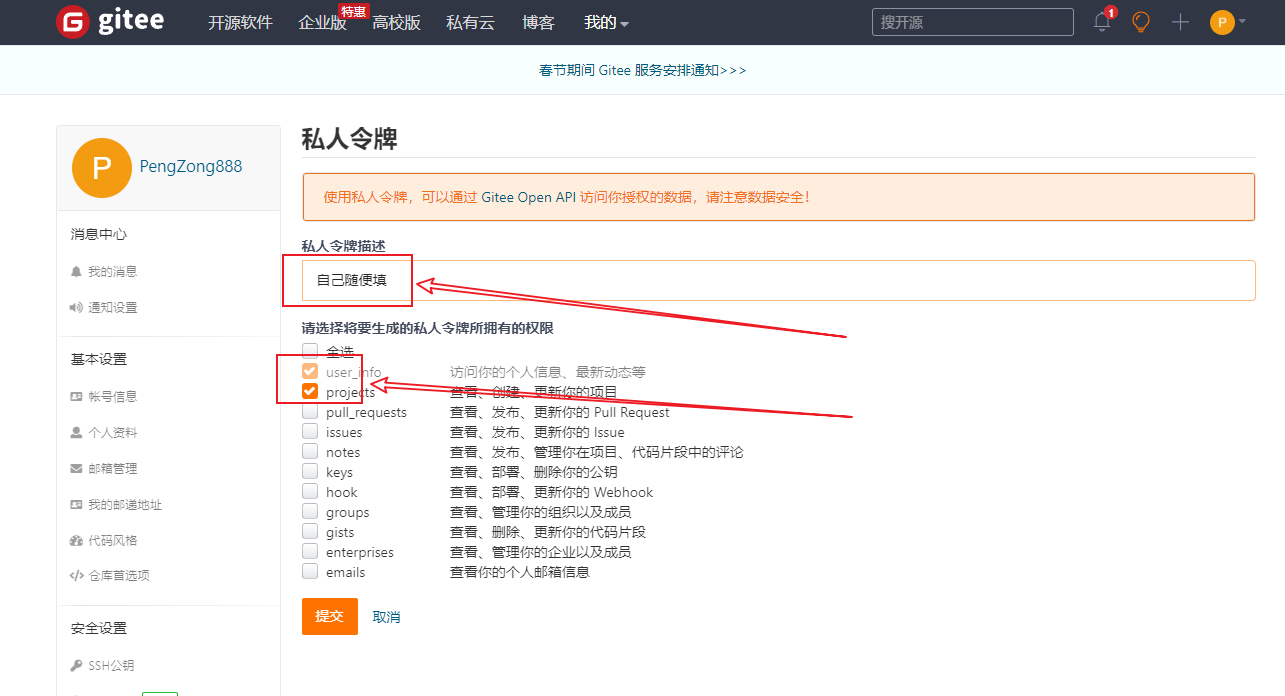 gitee 开源软件 企业版 特惠 高校版 私有云 博客 我的 搜开源 1 P
春节期间 Gitee 服务安排通知>>>
P PengZong888
消息中心
我的消息
通知设置
基本设置
帐号信息
个人资料
邮箱管理
我的邮递地址
代码风格
仓库首选项
安全设置
SSH公钥
私人令牌
使用私人令牌，可以通过 Gitee Open API 访问你授权的数据，请注意数据安全！
私人令牌描述
自己随便填
请选择将要生成的私人令牌所拥有的权限
全选
user_info 访问你的个人信息、最新动态等
projects 查看、创建、更新你的项目
pull_requests 查看、发布、更新你的 Pull Request
issues 查看、发布、更新你的 Issue
notes 查看、发布、管理你在项目、代码片段中的评论
keys 查看、部署、删除你的公钥
hook 查看、部署、更新你的 Webhook
groups 查看、管理你的组织以及成员
gists 查看、删除、更新你的代码片段
enterprises 查看、管理你的企业以及成员
emails 查看你的个人邮箱信息
提交 取消